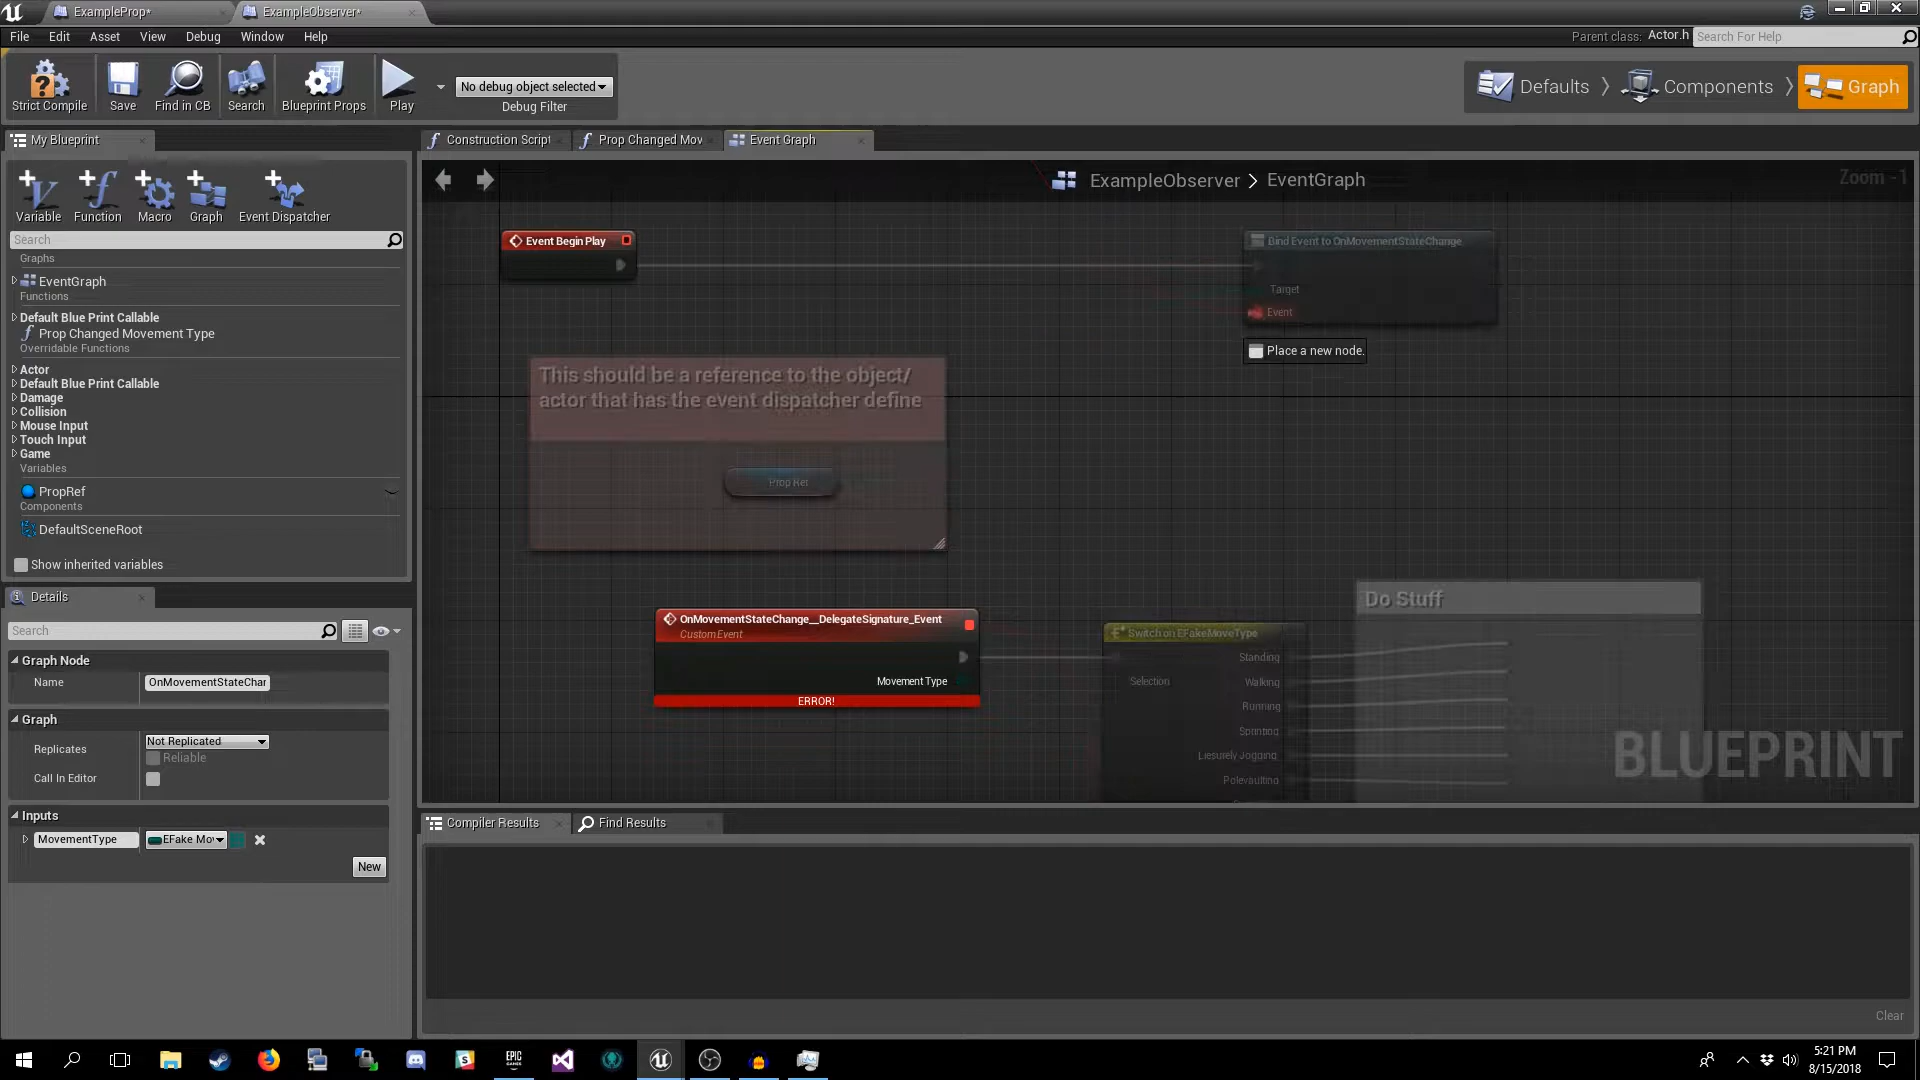 ExampleProp*
ExampleObserver*
File Edit Asset View Debug Window Help
Parent class: Actor.h
Search For Help
Strict Compile
Save
Find in CB
Search
Blueprint Props
Play
No debug object selected
Debug Filter
Defaults
Components
Graph
My Blueprint
Construction Script
Prop Changed Mov
Event Graph
Variable
Function
Macro
Graph
Event Dispatcher
Search
Graphs
EventGraph
Functions
Default Blue Print Callable
Prop Changed Movement Type
Overridable Functions
Actor
Default Blue Print Callable
Damage
Collision
Mouse Input
Touch Input
Game
Variables
PropRef
Components
DefaultSceneRoot
Show inherited variables
Details
Search
Graph Node
Name
OnMovementStateChar
Graph
Replicates
Not Replicated
Reliable
Call In Editor
Inputs
MovementType
EFake Mov
New
ExampleObserver > EventGraph
Zoom -1
Event Begin Play
Bind Event to OnMovementStateChange
Target
Event
Place a new node.
This should be a reference to the object/
actor that has the event dispatcher define
Prop Ref
OnMovementStateChange__DelegateSignature_Event
Custom Event
Movement Type
ERROR!
Switch on EFakeMoveType
Selection
Standing
Walking
Running
Sprinting
Liesurely Jogging
Polevaulting
Do Stuff
BLUEPRINT
Compiler Results
Find Results
Clear
EPIC
GAMES
5:21 PM
8/15/2018